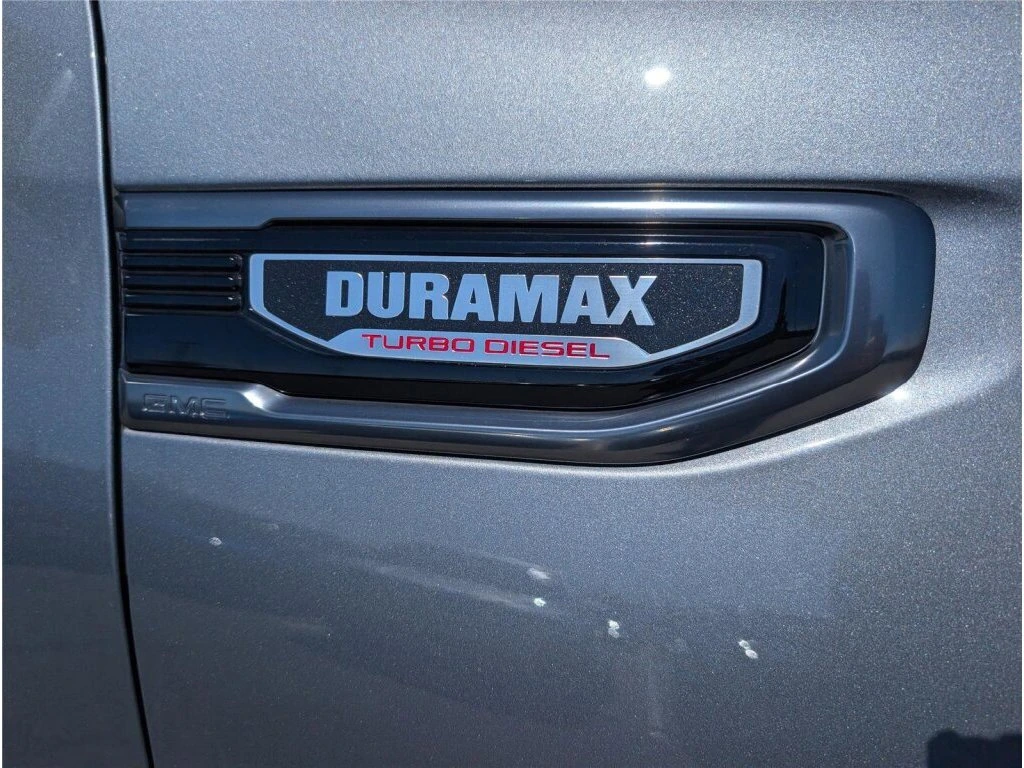 DURAMAX
TURBO DIESEL
GMC